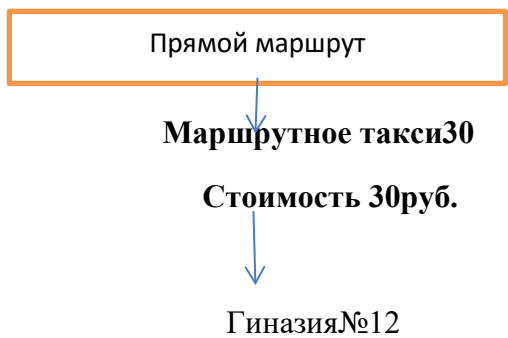 Прямой маршрут
Маршрутное такси30
Стоимость 30руб.
Гиназия№12